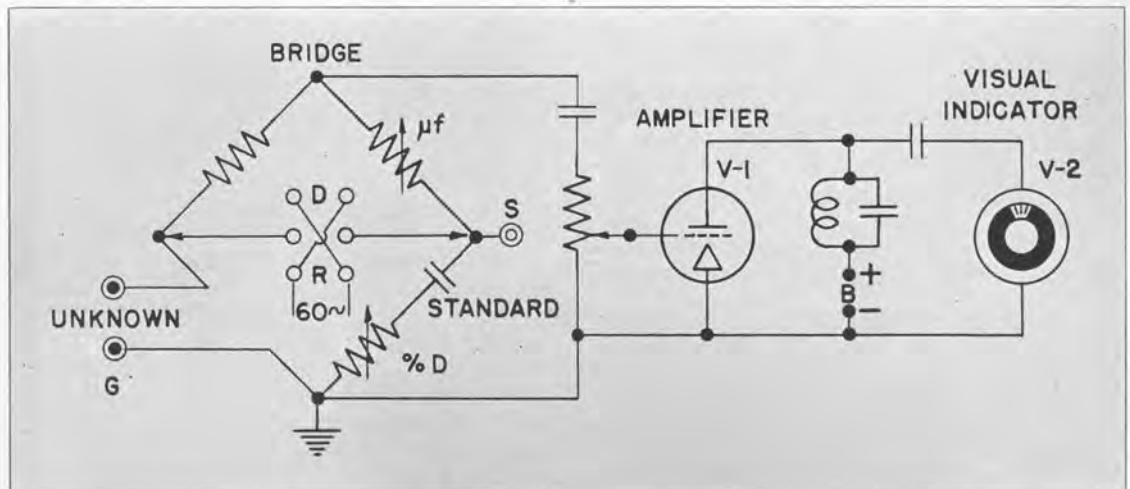 BRIDGE
μf
D
R
60~
S
STANDARD
% D
UNKNOWN
G
AMPLIFIER
V-1
+
B
−
VISUAL
INDICATOR
V-2